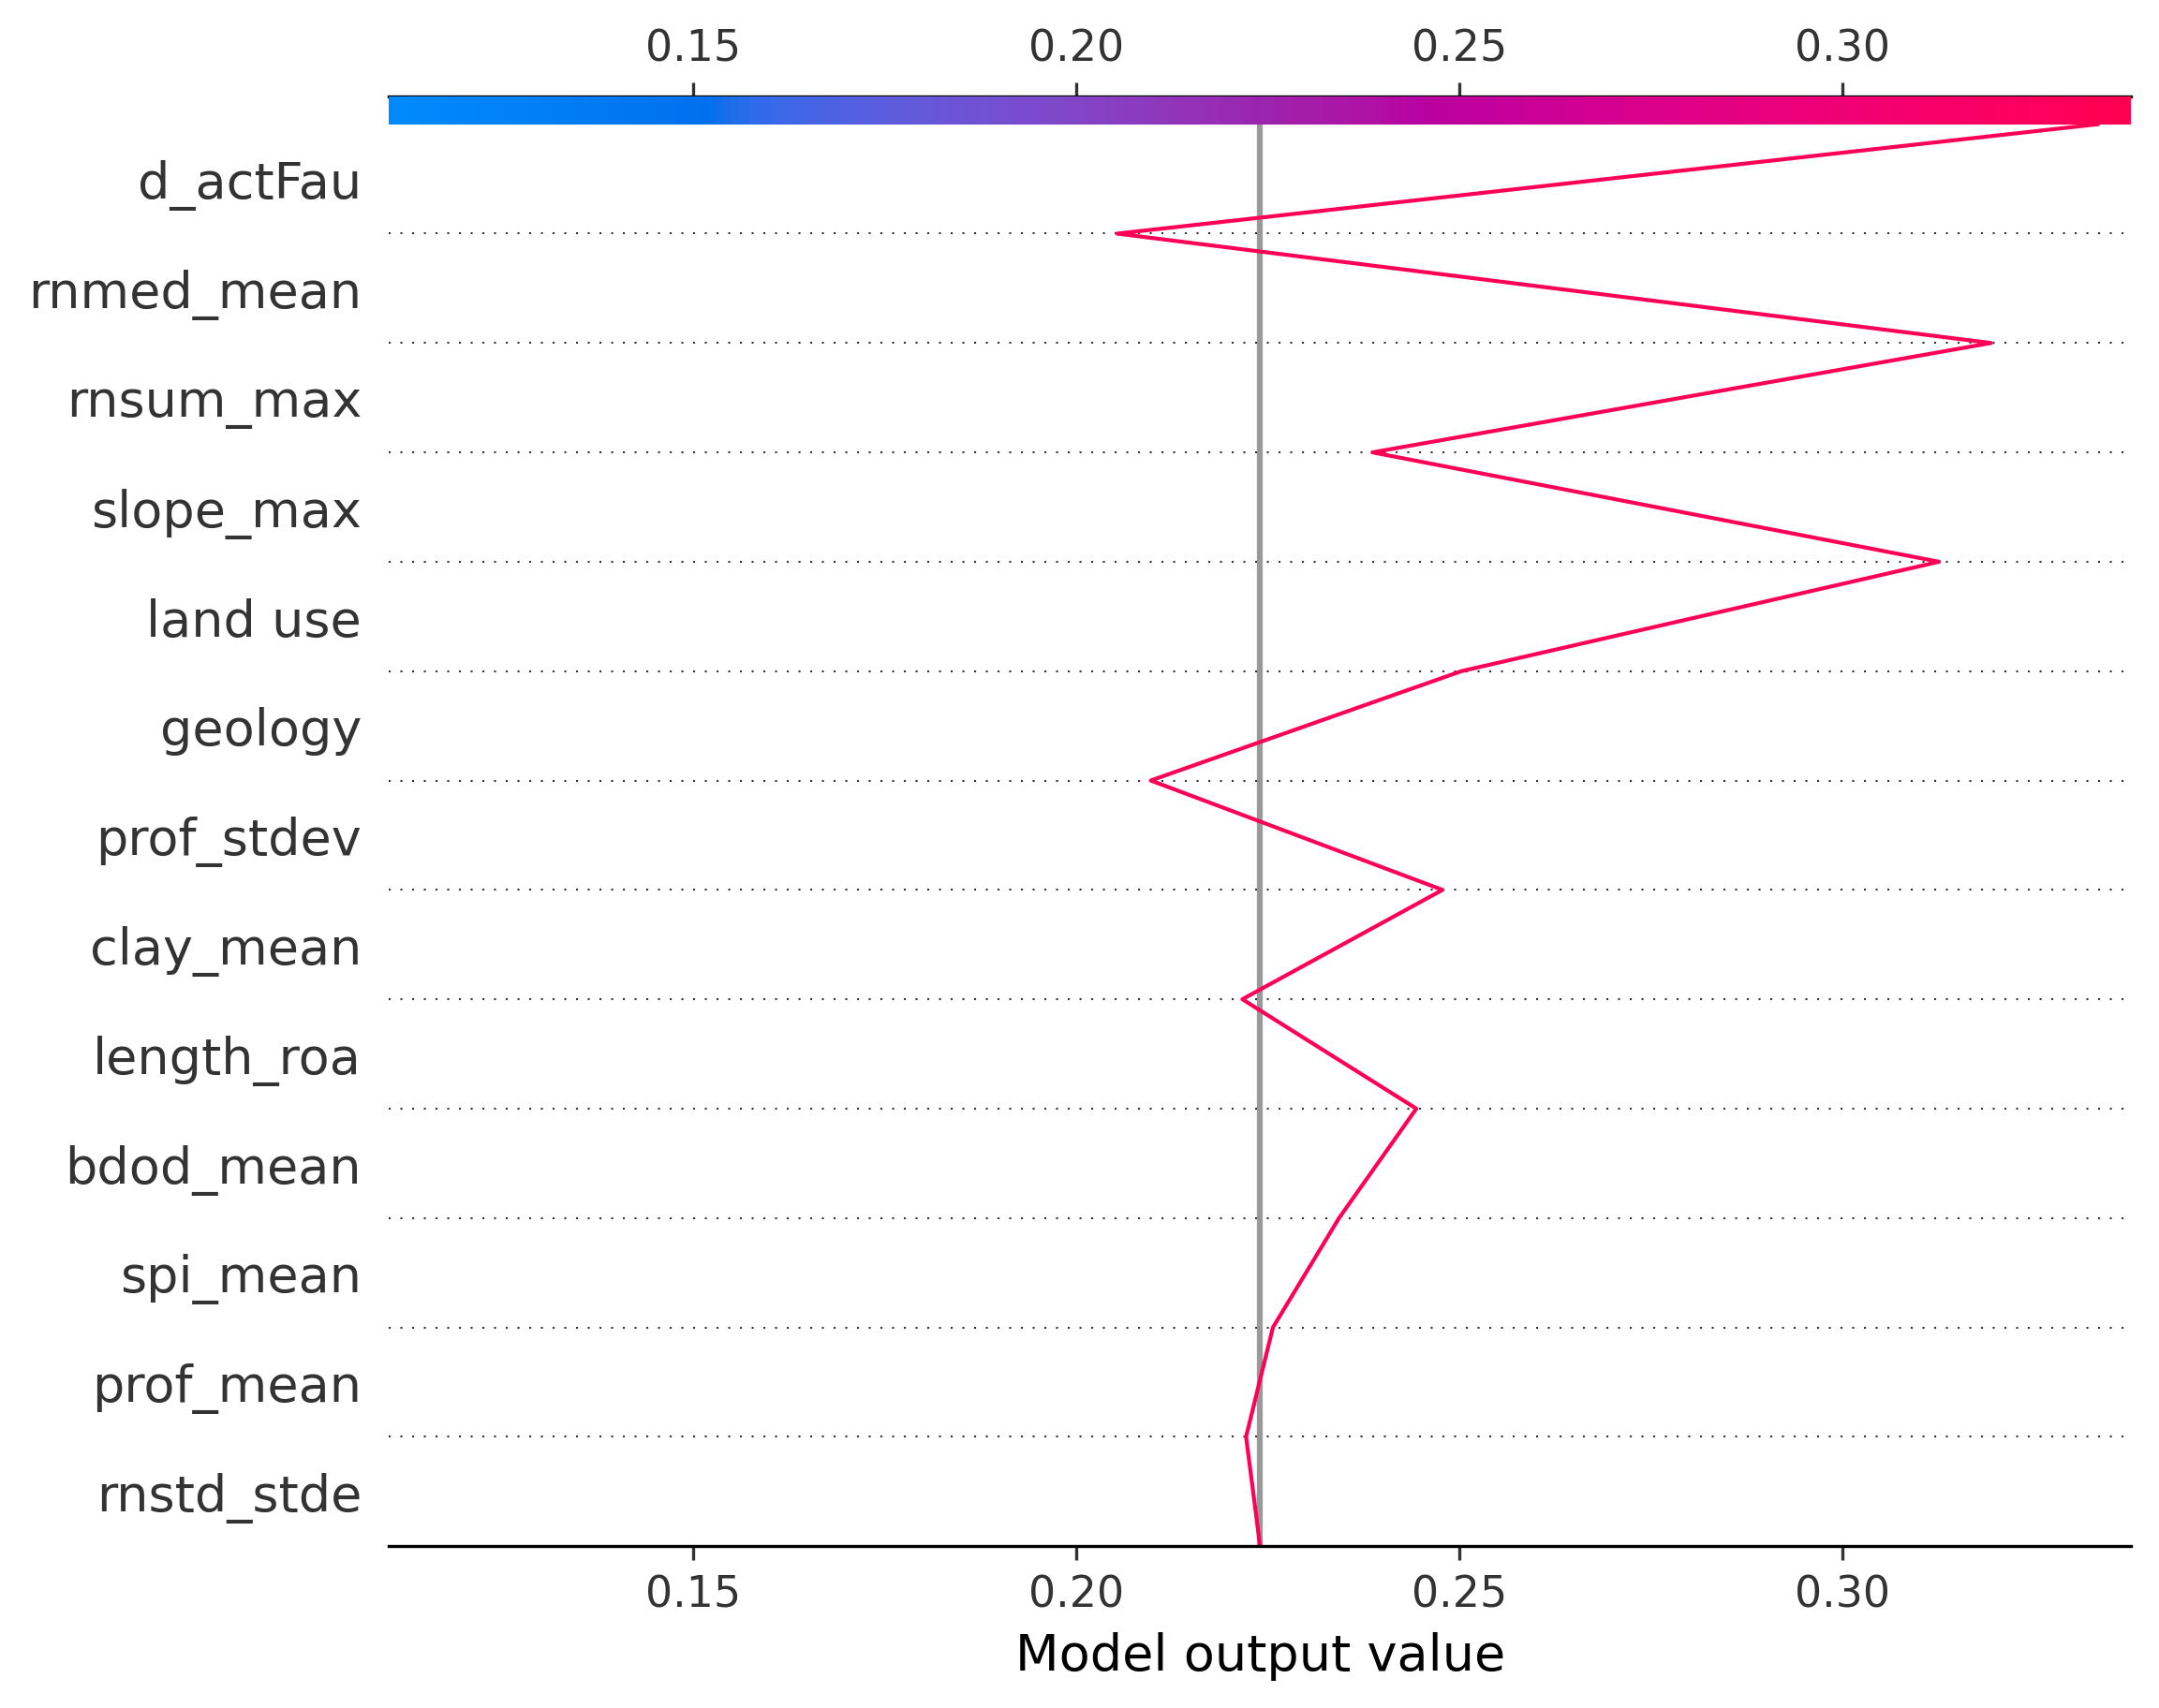 0.15 0.20 0.25 0.30
d_actFau
rnmed_mean
rnsum_max
slope_max
land use
geology
prof_stdev
clay_mean
length_roa
bdod_mean
spi_mean
prof_mean
rnstd_stde
0.15 0.20 0.25 0.30
Model output value